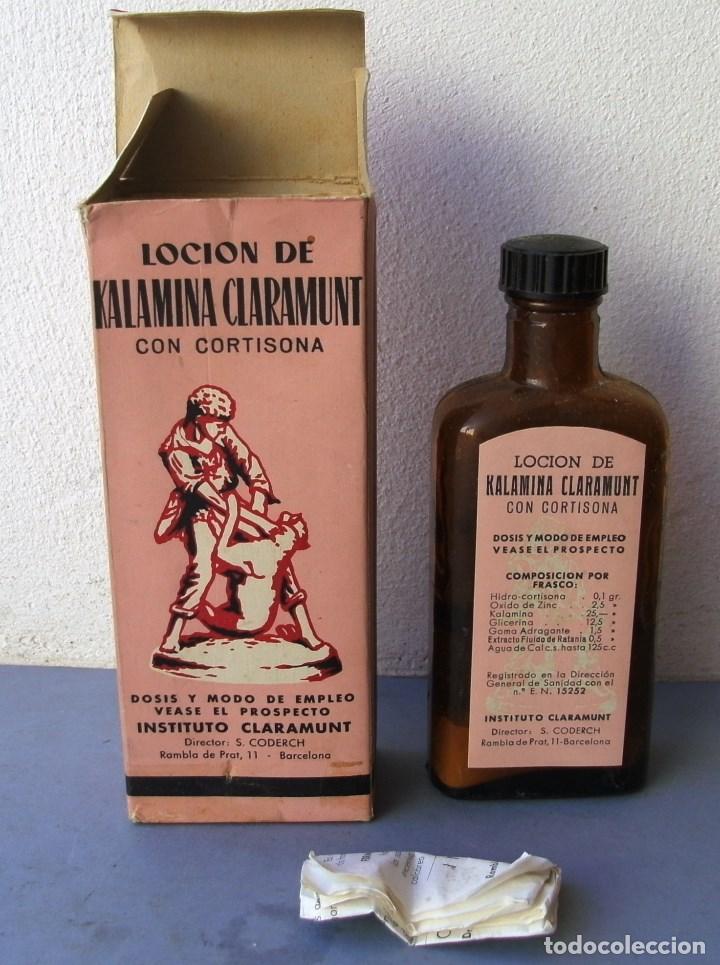 LOCION DE
KALAMINA CLARAMUNT
CON CORTISONA
DOSIS Y MODO DE EMPLEO
VEASE EL PROSPECTO
INSTITUTO CLARAMUNT
Director: S. CODERCH
Rambla de Prat, 11 - Barcelona
LOCION DE
KALAMINA CLARAMUNT
CON CORTISONA
DOSIS Y MODO DE EMPLEO
VEASE EL PROSPECTO
COMPOSICION POR
FRASCO:
Hidro-cortisona . 0,1 gr.
Oxido de Zinc . . 2,5 »
Kalamina . . . 25,— »
Glicerina . . . 12,5 »
Goma Adragante . 1,5 »
Extracto Fluido de Ratania 0,5 »
Agua de Cal c.s. hasta 125 c.c
Registrado en la Dirección
General de Sanidad con el
n.º E. N. 15252
INSTITUTO CLARAMUNT
Director: S. CODERCH
Rambla de Prat, 11-Barcelona
todocoleccion